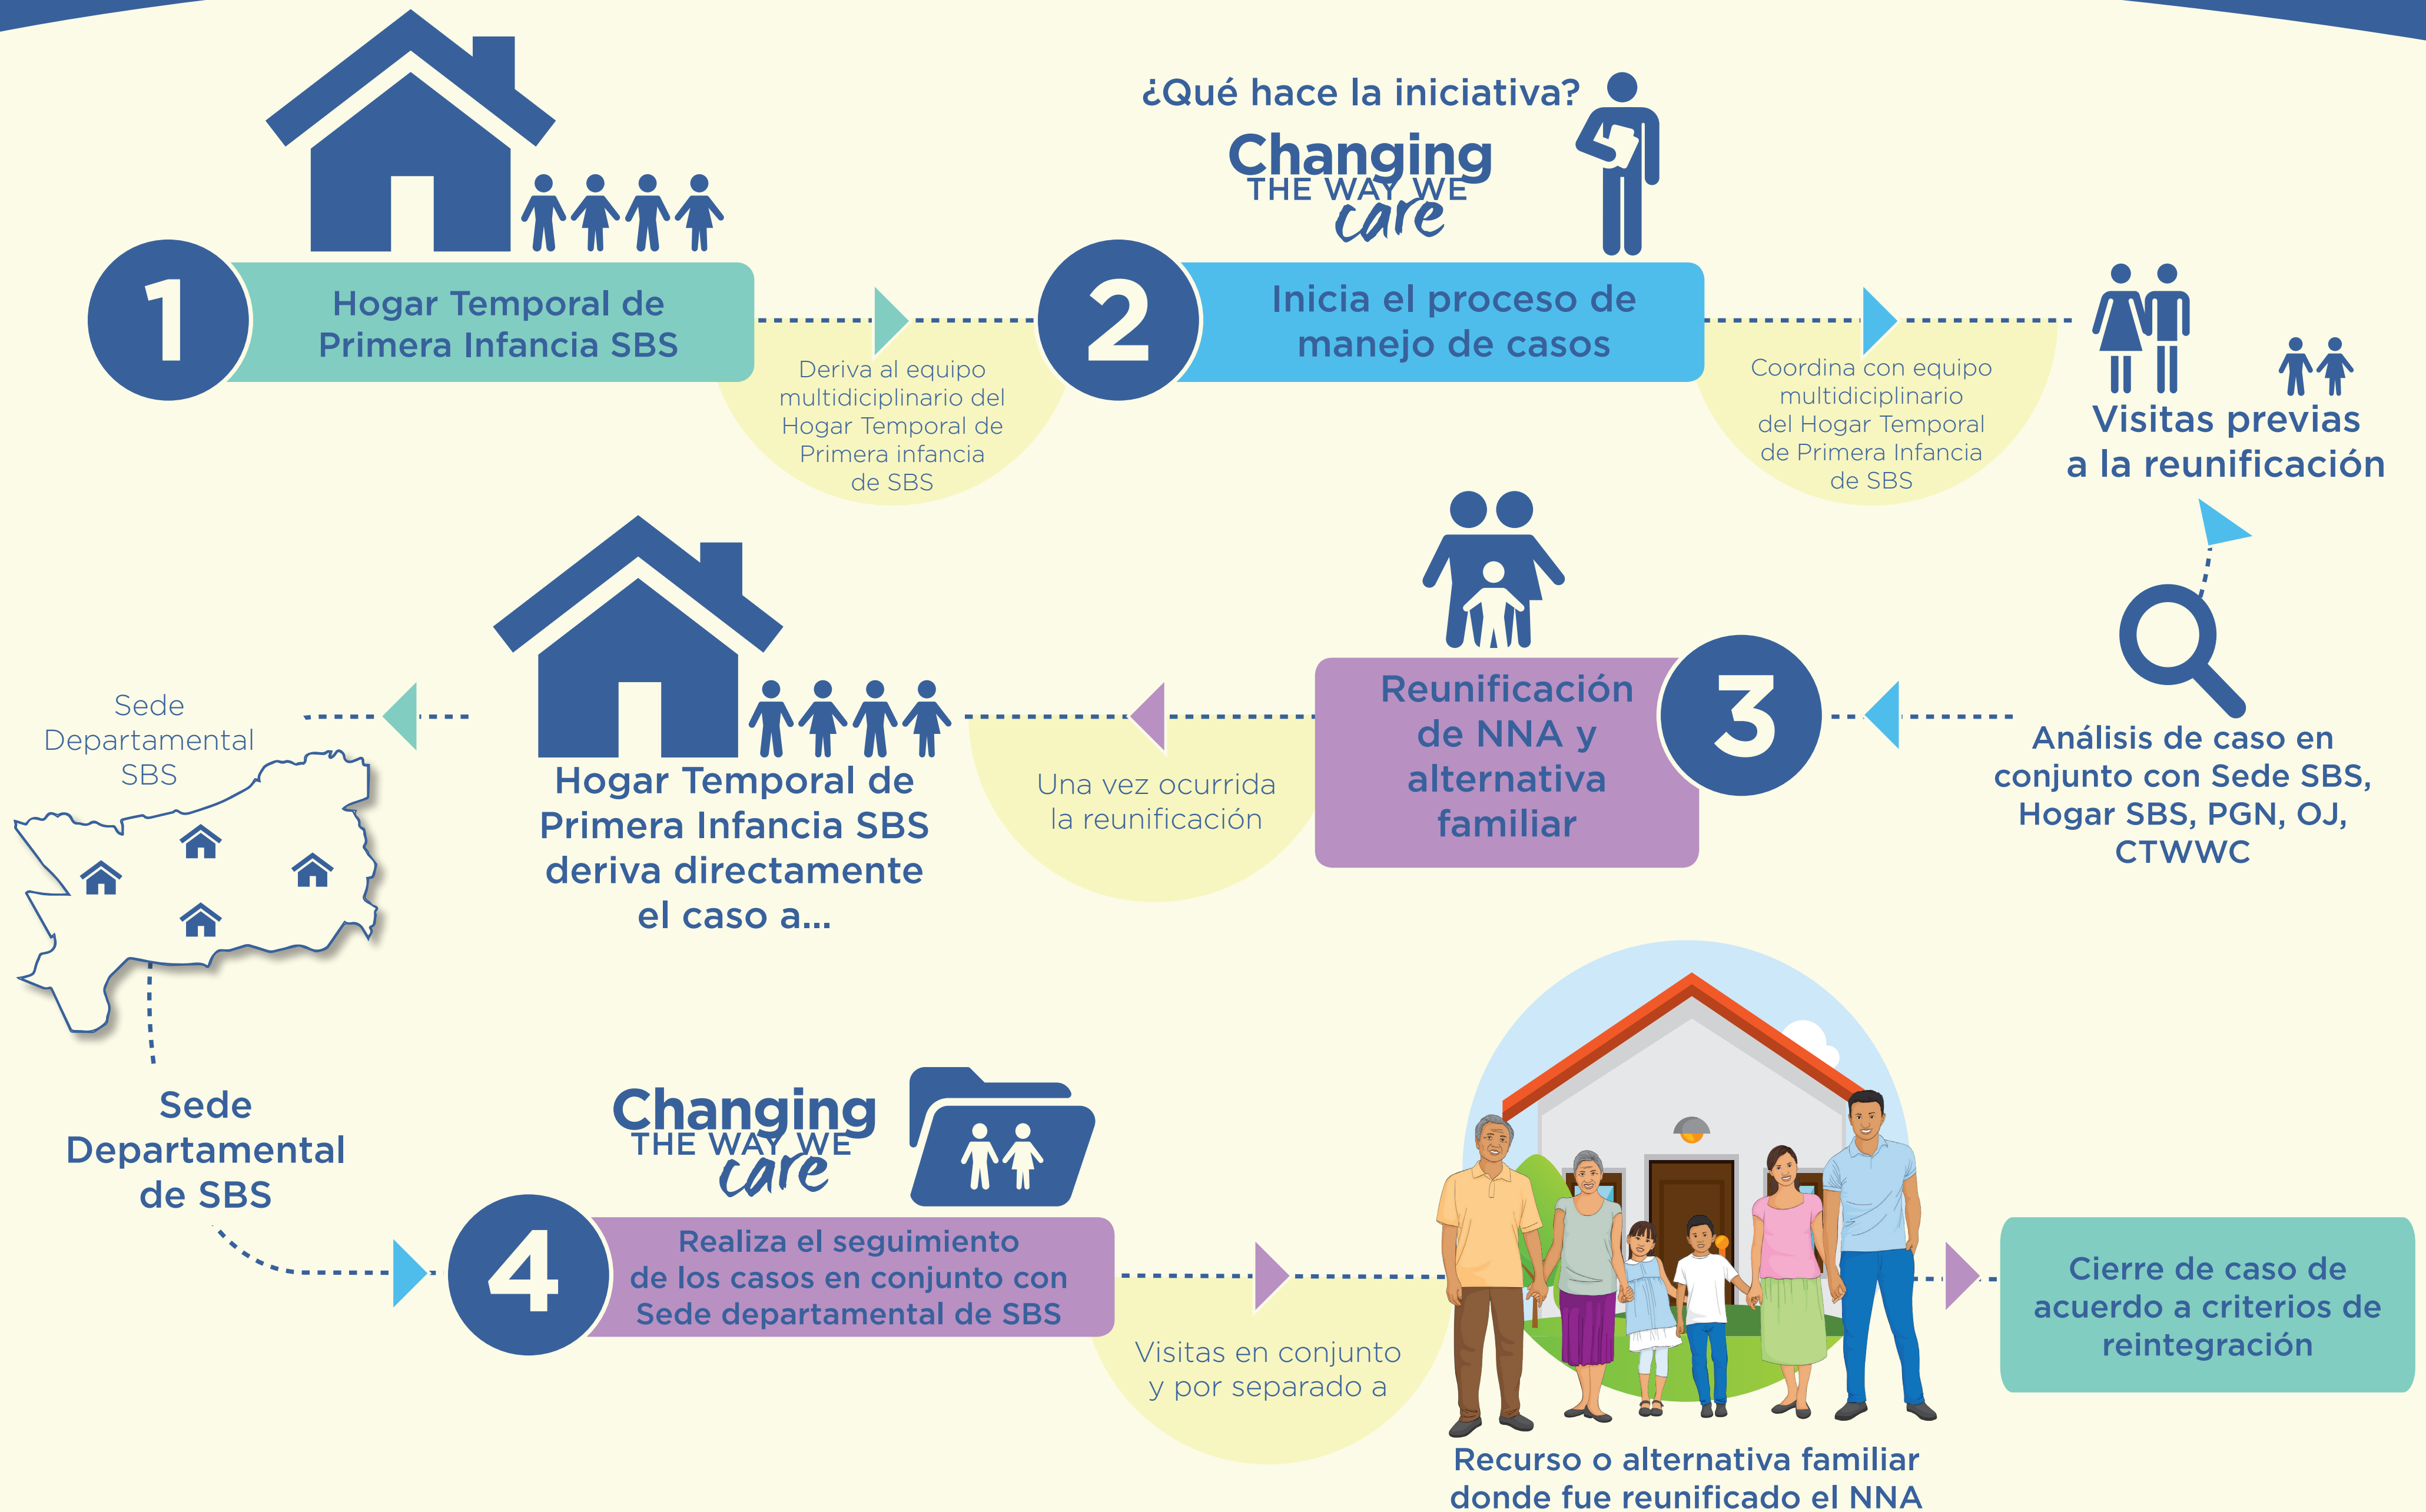 1
Hogar Temporal de
Primera Infancia SBS
Deriva al equipo
multidiciplinario del
Hogar Temporal de
Primera infancia
de SBS
¿Qué hace la iniciativa?
Changing
THE WAY WE
care
2
Inicia el proceso de
manejo de casos
Coordina con equipo
multidiciplinario
del Hogar Temporal
de Primera Infancia
de SBS
Visitas previas
a la reunificación
Análisis de caso en
conjunto con Sede SBS,
Hogar SBS, PGN, OJ,
CTWWC
3
Reunificación
de NNA y
alternativa
familiar
Una vez ocurrida
la reunificación
Hogar Temporal de
Primera Infancia SBS
deriva directamente
el caso a...
Sede
Departamental
SBS
Sede
Departamental
de SBS
Changing
THE WAY WE
care
4
Realiza el seguimiento
de los casos en conjunto con
Sede departamental de SBS
Visitas en conjunto
y por separado a
Recurso o alternativa familiar
donde fue reunificado el NNA
Cierre de caso de
acuerdo a criterios de
reintegración